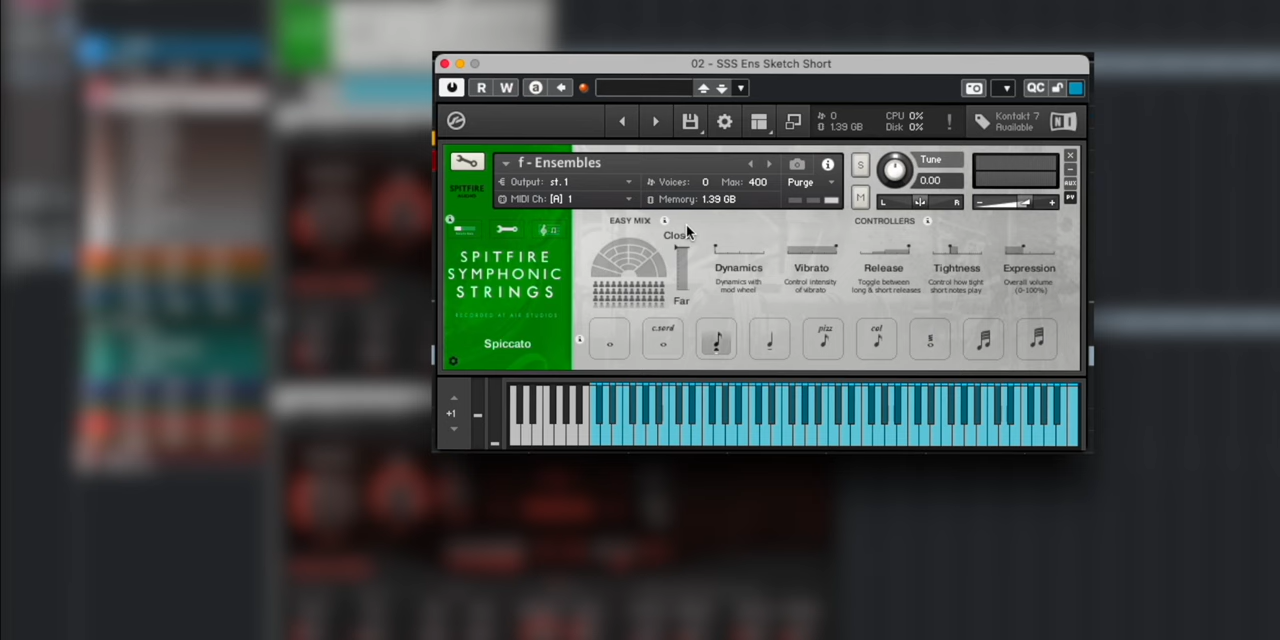 02 - SSS Ens Sketch Short
R W a QC
0 CPU 0% Kontakt 7
1.39 GB Disk 0% ! Available NI
f - Ensembles i S Tune
SPITFIRE Output: st. 1 Voices: 0 Max: 400 Purge 0.00
MIDI Ch: [A] 1 Memory: 1.39 GB M L R - + AUX PV
EASY MIX i CONTROLLERS i
Close
SPITFIRE
SYMPHONIC
STRINGS
Dynamics Vibrato Release Tightness Expression
Dynamics with Control intensity Toggle between Control how tight Overall volume
mod wheel of vibrato long & short releases short notes play (0-100%)
Far
RECORDED AT AIR STUDIOS
c.sord pizz col
Spiccato
+1